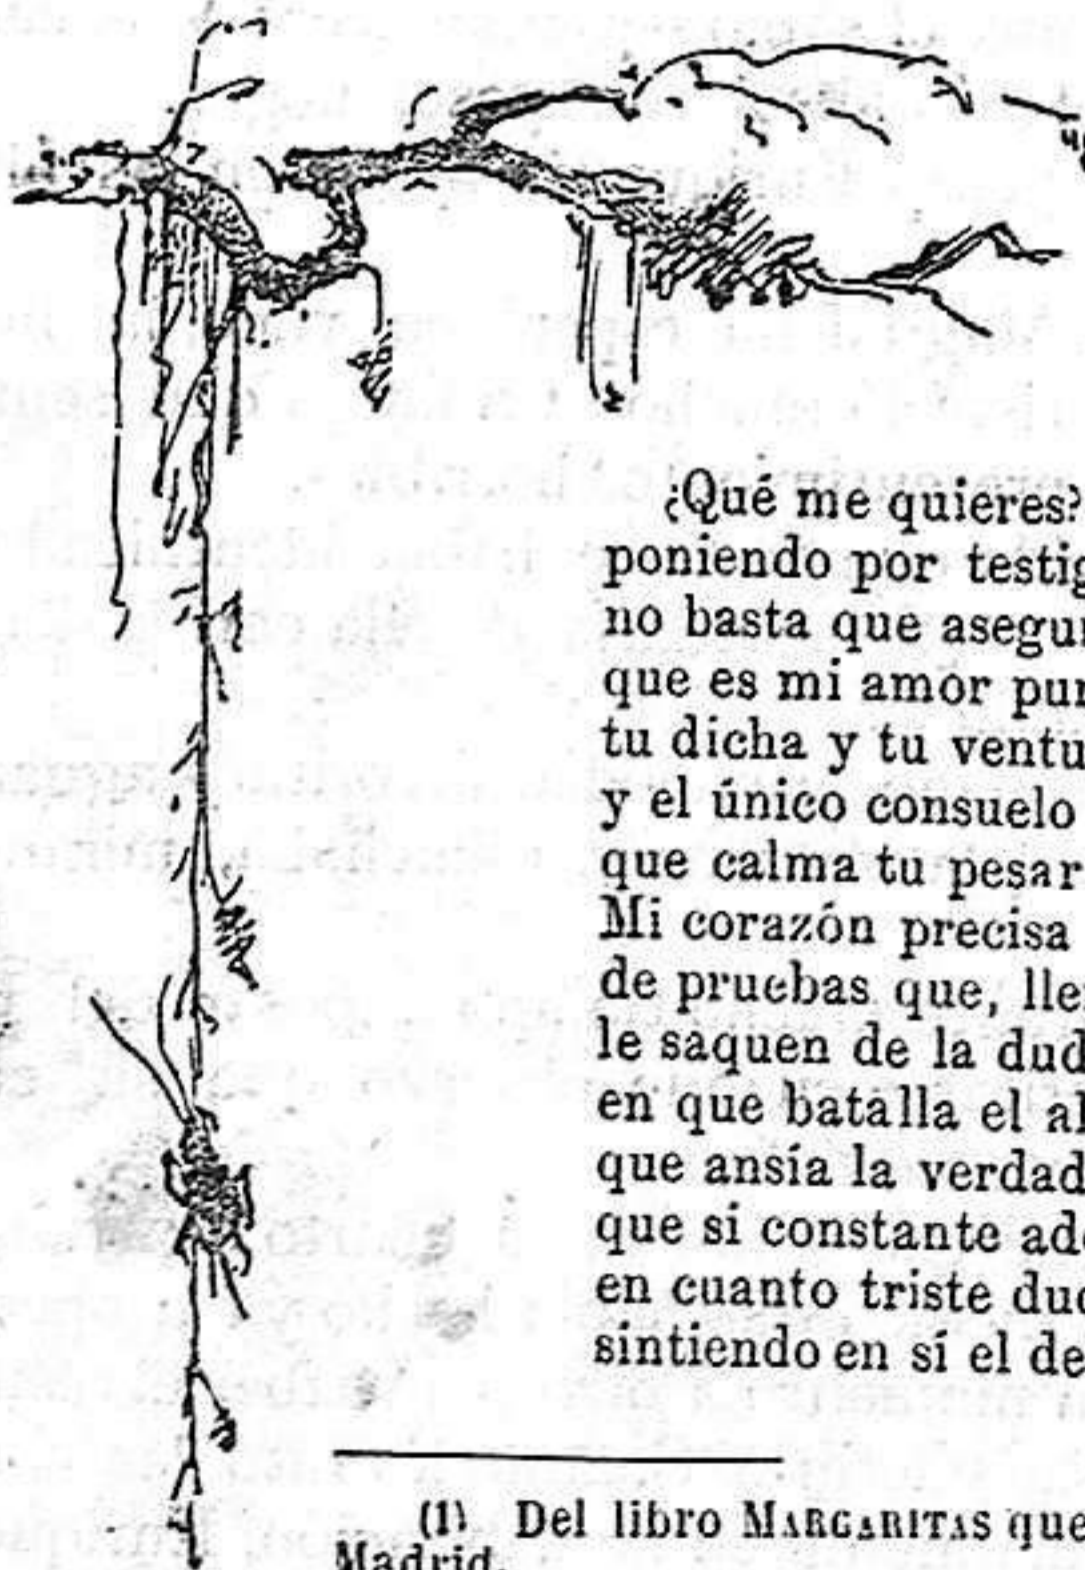 ¿Qué me quieres?
poniendo por testig
no basta que asegur
que es mi amor pur
tu dicha y tu ventu
y el único consuelo
que calma tu pesar
Mi corazón precisa
de pruebas que, lle
le saquen de la dud
en que batalla el al
que ansía la verdad
que si constante ad
en cuanto triste dud
sintiendo en sí el de
(1) Del libro MARGARITAS que
Madrid.